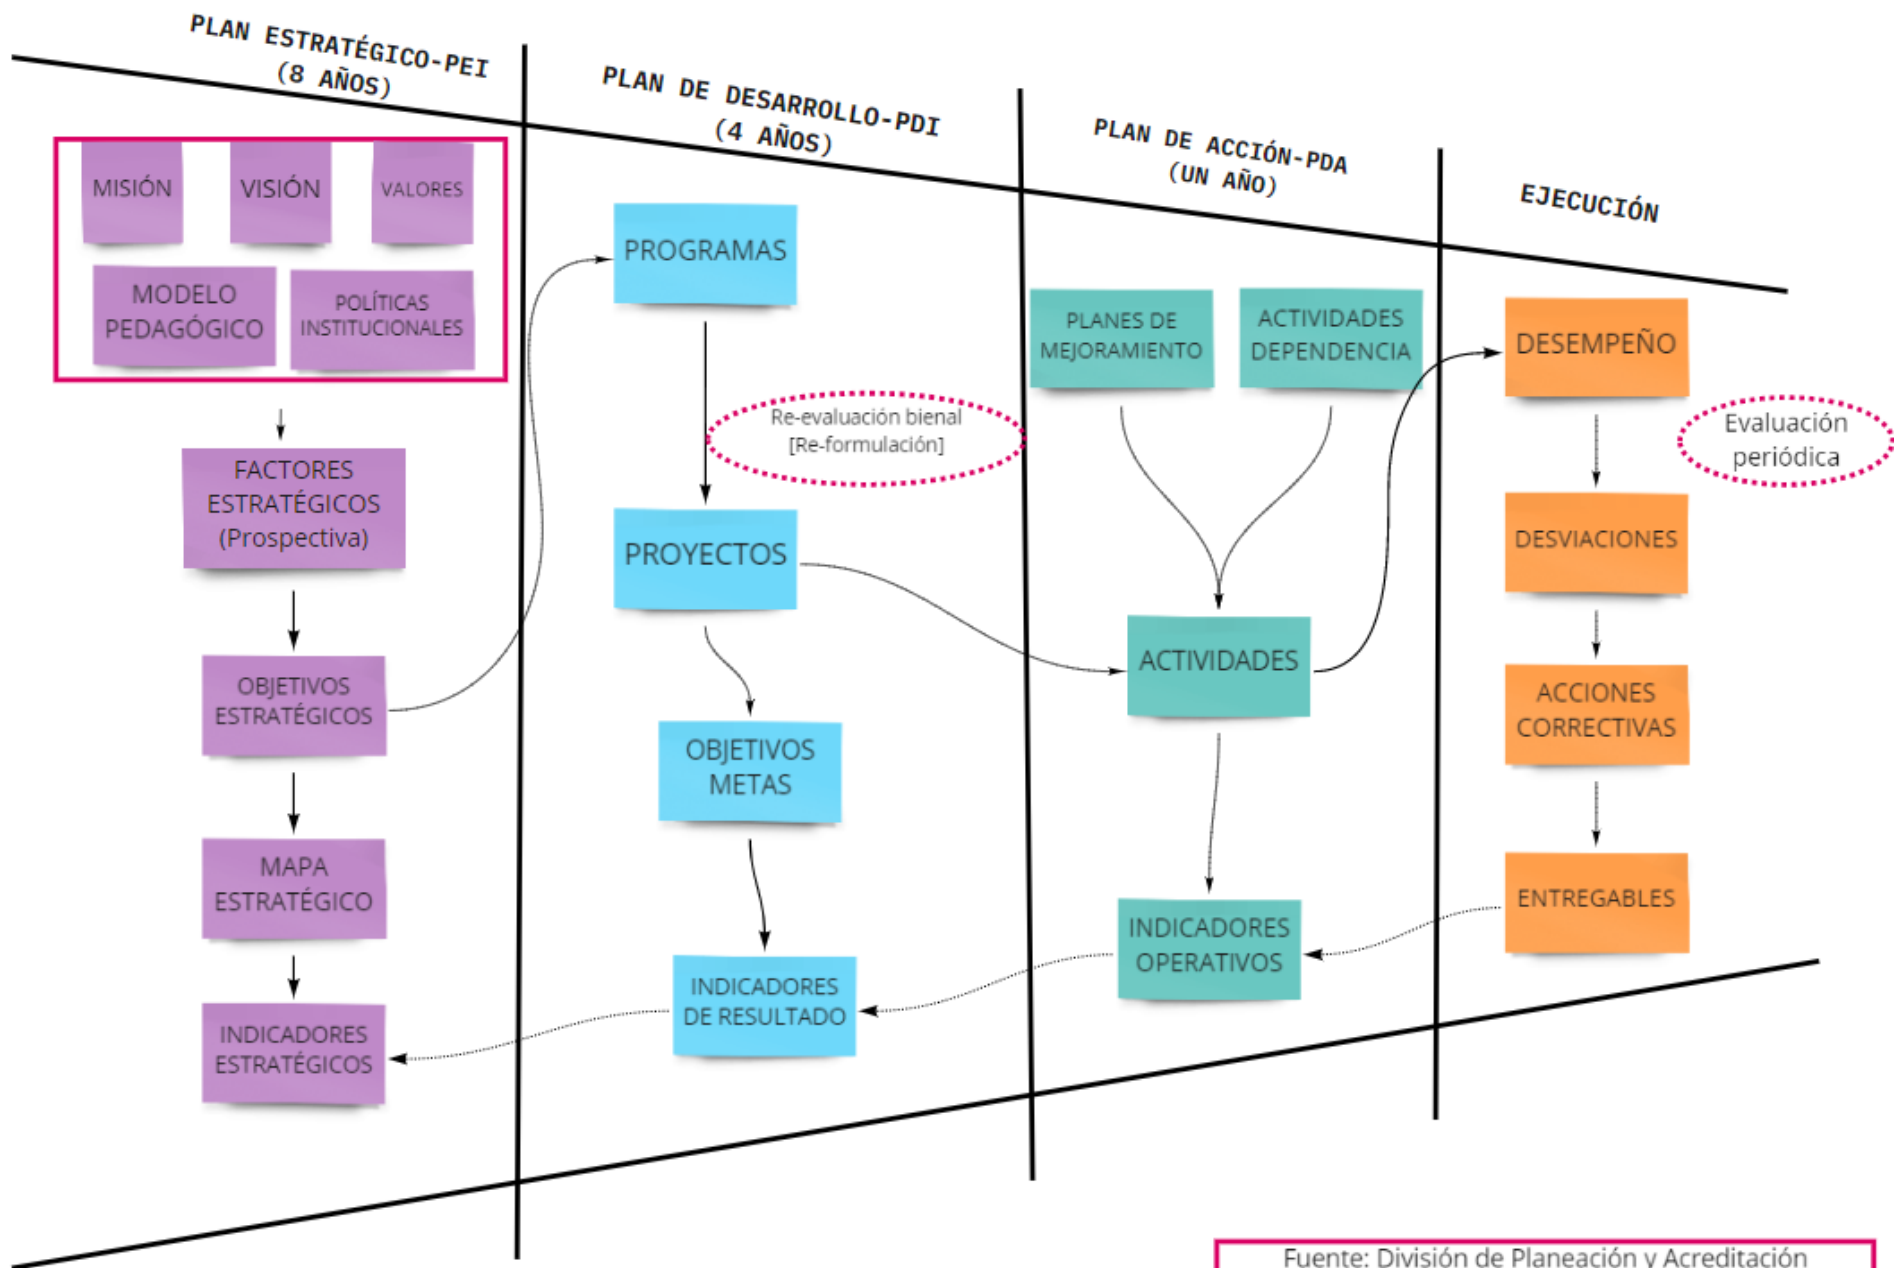 PLAN ESTRATÉGICO-PEI
(8 AÑOS)
MISIÓN
VISIÓN
VALORES
MODELO
PEDAGÓGICO
POLÍTICAS
INSTITUCIONALES
FACTORES
ESTRATÉGICOS
(Prospectiva)
OBJETIVOS
ESTRATÉGICOS
MAPA
ESTRATÉGICO
INDICADORES
ESTRATÉGICOS
PLAN DE DESARROLLO-PDI
(4 AÑOS)
PROGRAMAS
Re-evaluación bienal
[Re-formulación]
PROYECTOS
OBJETIVOS
METAS
INDICADORES
DE RESULTADO
PLAN DE ACCIÓN-PDA
(UN AÑO)
PLANES DE
MEJORAMIENTO
ACTIVIDADES
DEPENDENCIA
ACTIVIDADES
INDICADORES
OPERATIVOS
EJECUCIÓN
DESEMPEÑO
Evaluación
periódica
DESVIACIONES
ACCIONES
CORRECTIVAS
ENTREGABLES
Fuente: División de Planeación y Acreditación